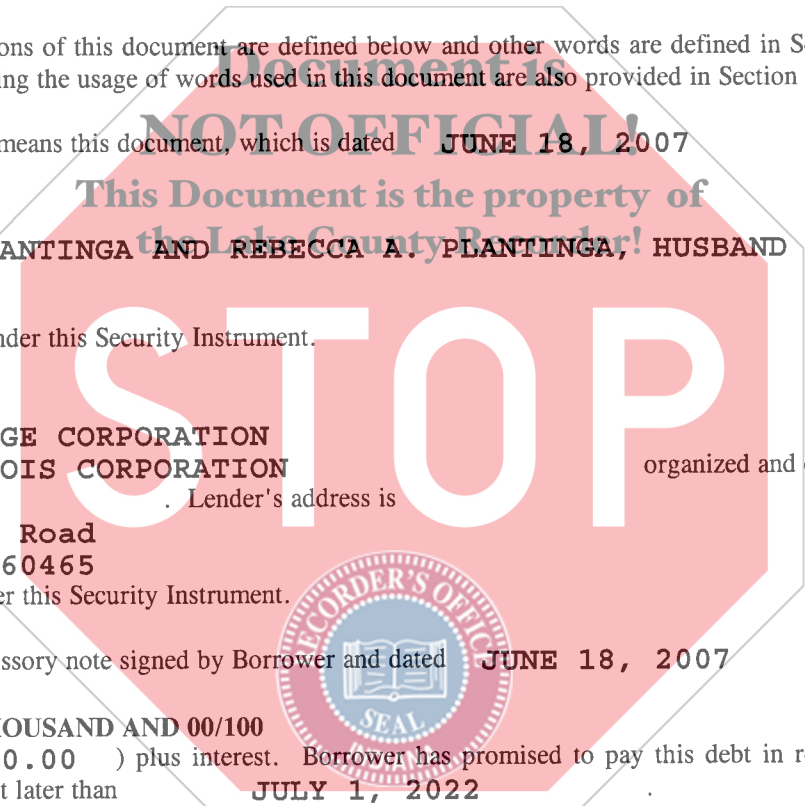 ons of this document are defined below and other words are defined in S
ing the usage of words used in this document are also provided in Section
Document is
means this document, which is dated JUNE 18, 2007
NOT OFFICIAL!
This Document is the property of
the Lake County Recorder!
ANTINGA AND REBECCA A. PLANTINGA, HUSBAND
nder this Security Instrument.
STOP
GE CORPORATION
OIS CORPORATION organized and
. Lender's address is
Road
60465
er this Security Instrument.
RECORDER'S OFFICE
ssory note signed by Borrower and dated JUNE 18, 2007
SEAL
HOUSAND AND 00/100
0.00 ) plus interest. Borrower has promised to pay this debt in r
t later than JULY 1, 2022 .